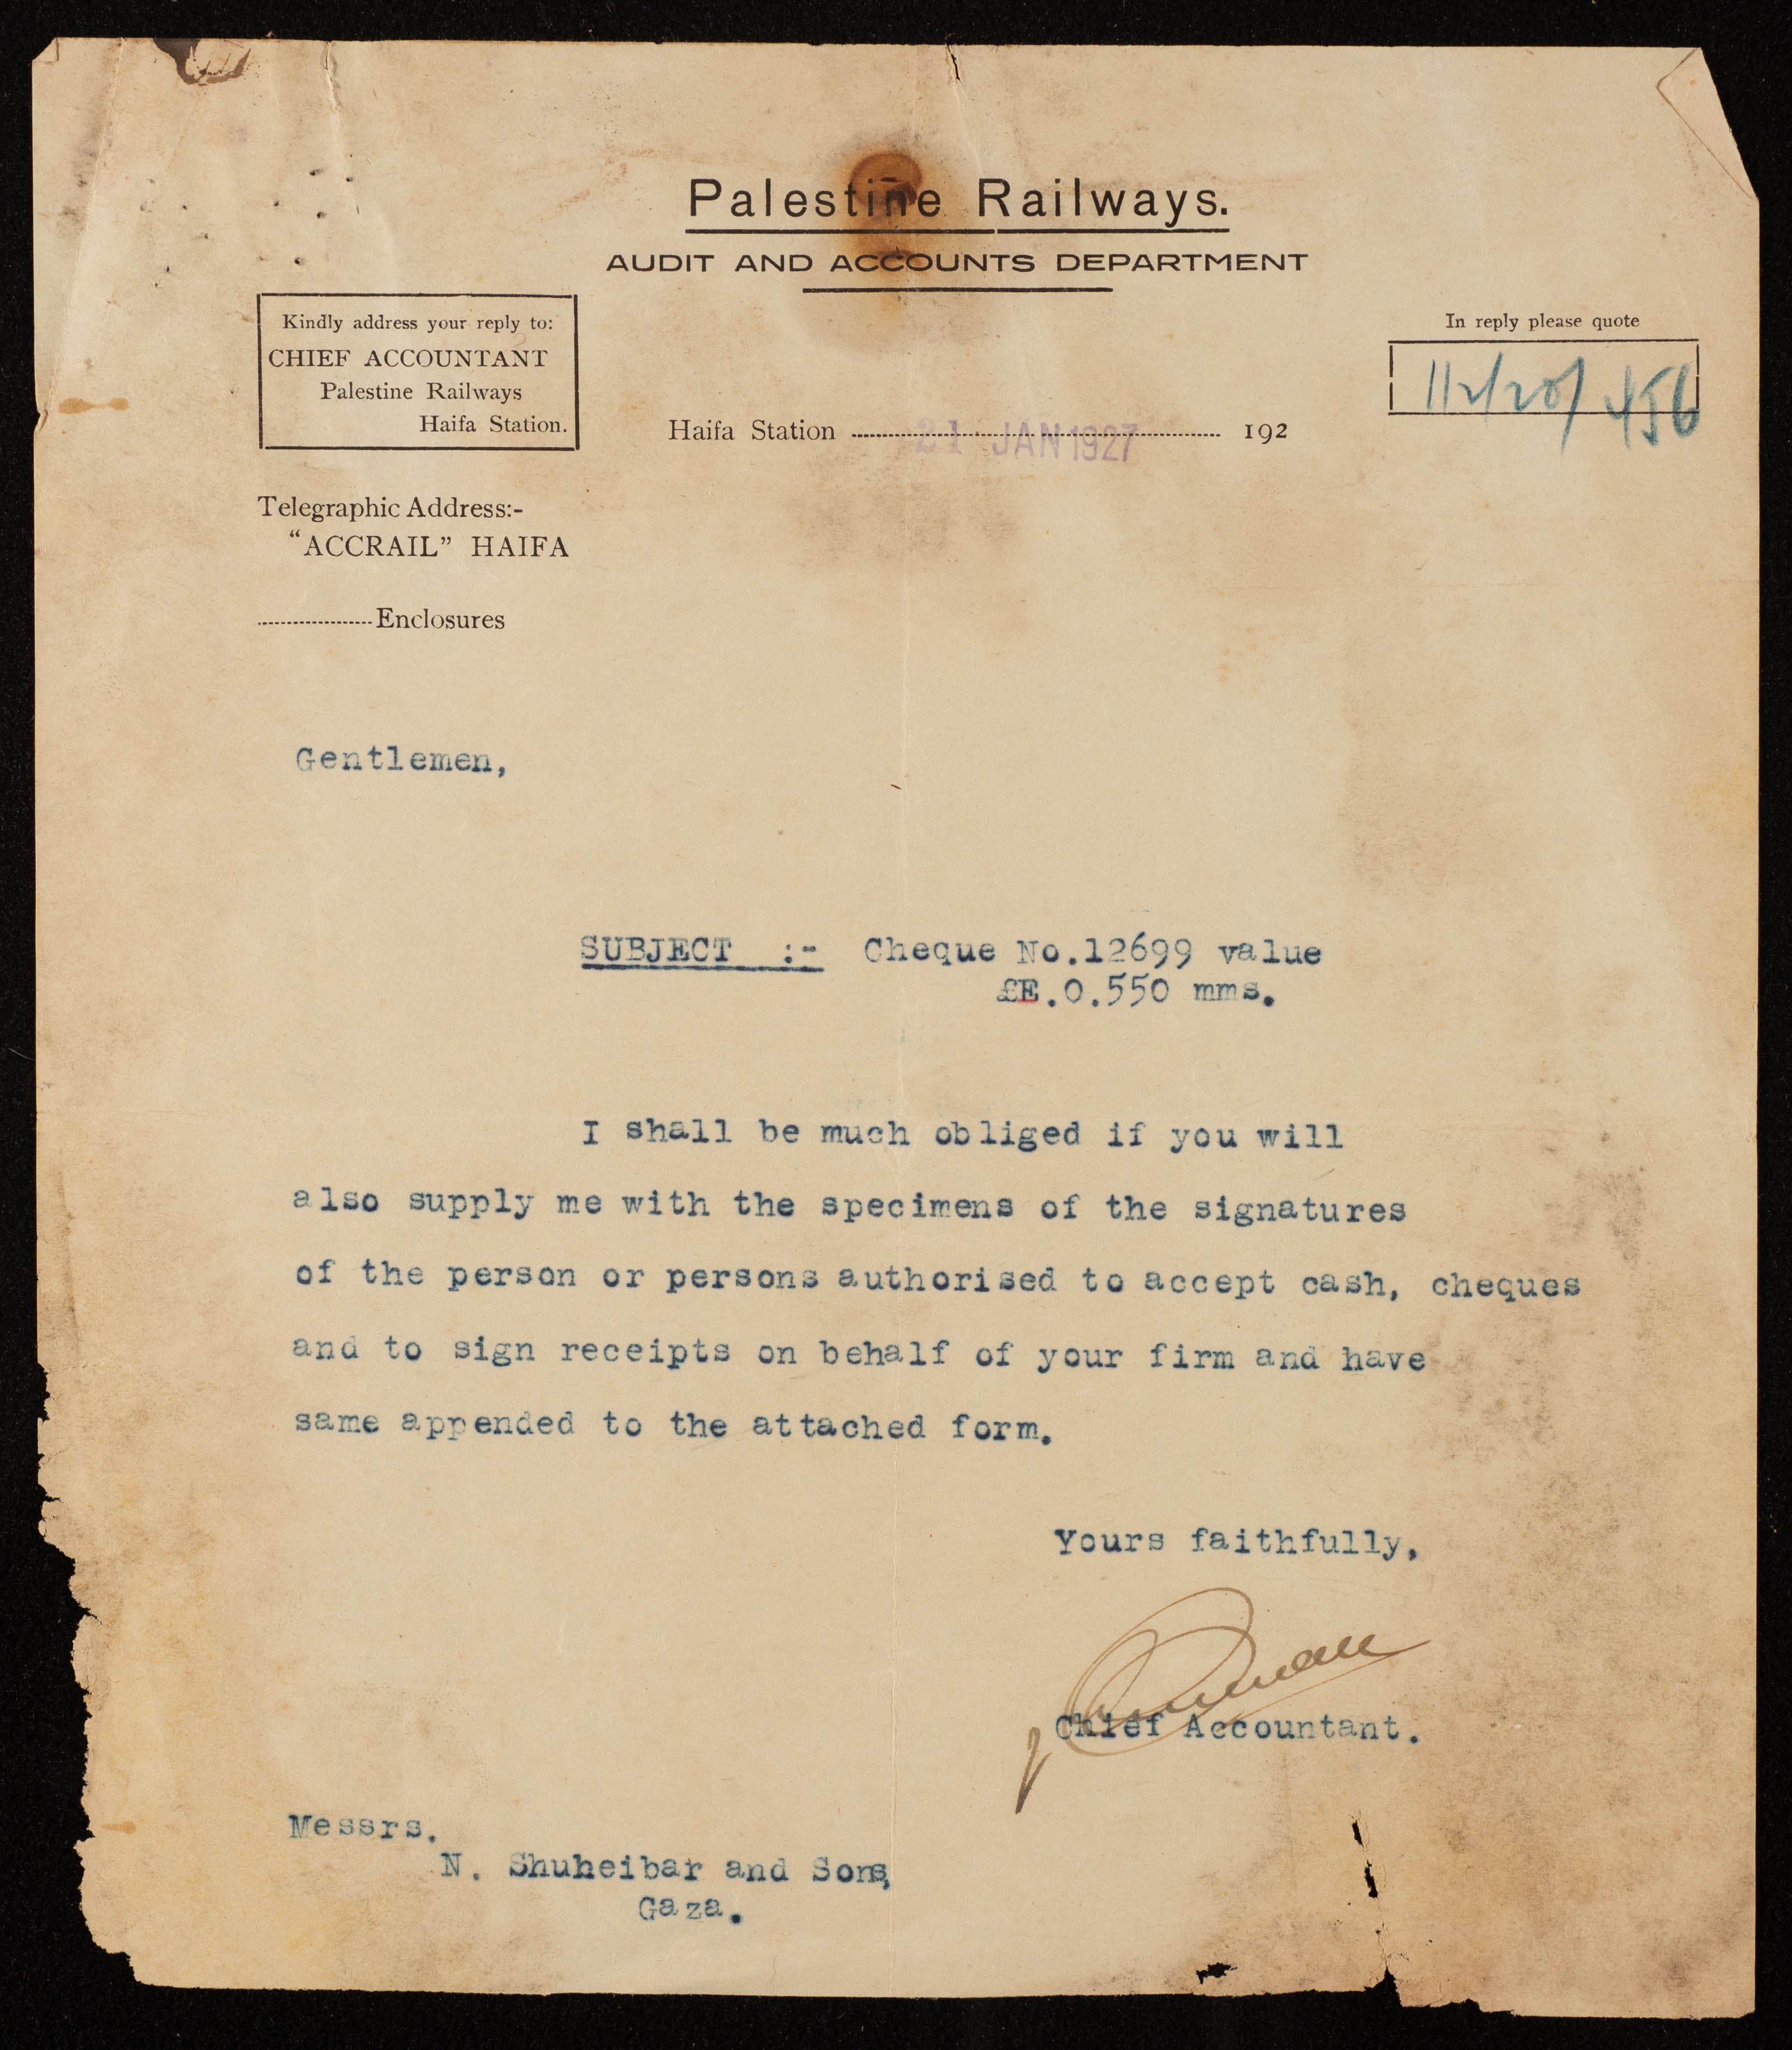 Palestine Railways.
AUDIT AND ACCOUNTS DEPARTMENT
Kindly address your reply to:
CHIEF ACCOUNTANT
Palestine Railways
Haifa Station.
In reply please quote
112/20/456
Haifa Station 21 JAN 1927 192
Telegraphic Address:-
"ACCRAIL" HAIFA
Enclosures
Gentlemen,
SUBJECT :- Cheque No.12699 value
£E.0.550 mms.
I shall be much obliged if you will
also supply me with the specimens of the signatures
of the person or persons authorised to accept cash, cheques
and to sign receipts on behalf of your firm and have
same appended to the attached form.
Yours faithfully,
Chief Accountant.
Messrs.
N. Shuheibar and Sons,
Gaza.